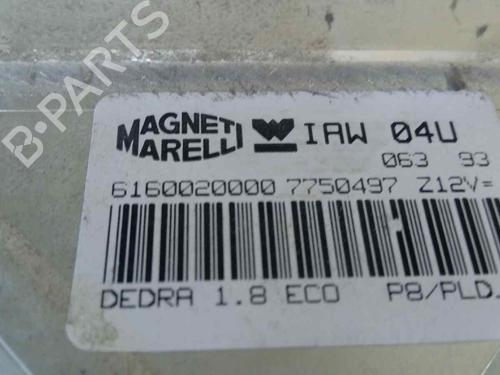 MAGNETI MARELLI IAW 04U
063 93
6160020000 7750497 Z12V=
DEDRA 1.8 ECO P8/PLD.
B-PARTS